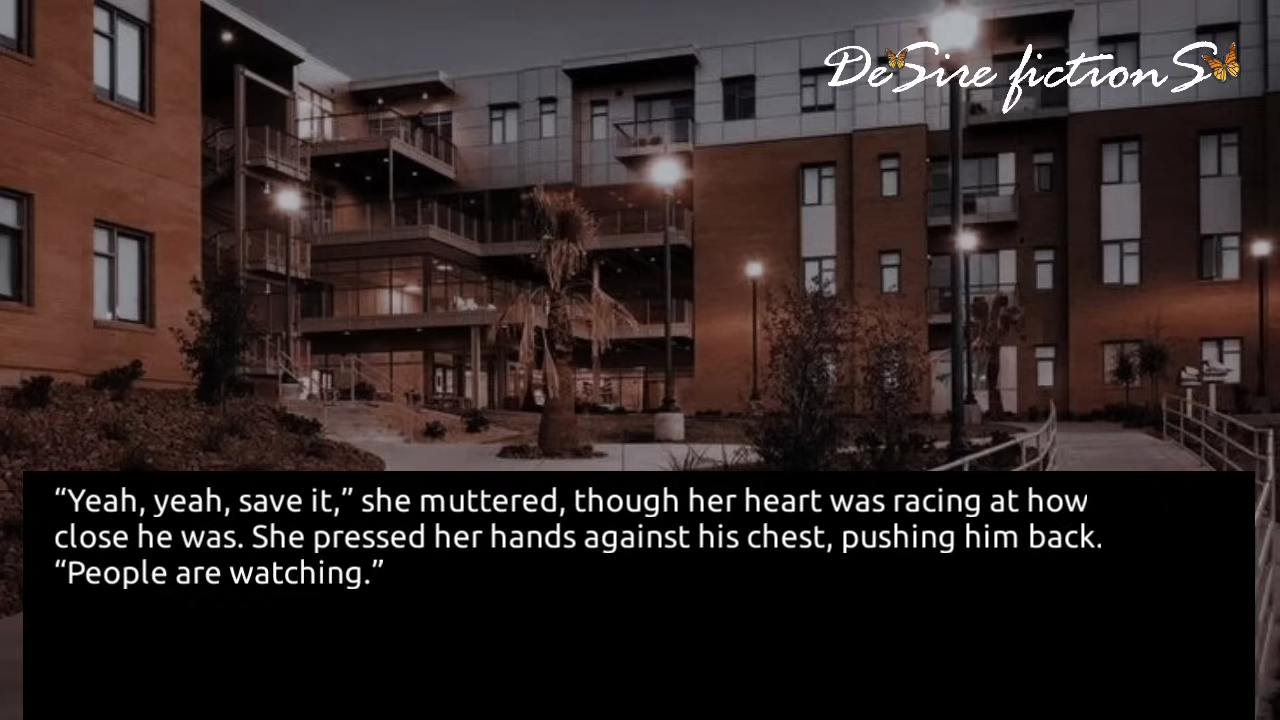 DeSire fictionS
“Yeah, yeah, save it,” she muttered, though her heart was racing at how
close he was. She pressed her hands against his chest, pushing him back.
“People are watching.”